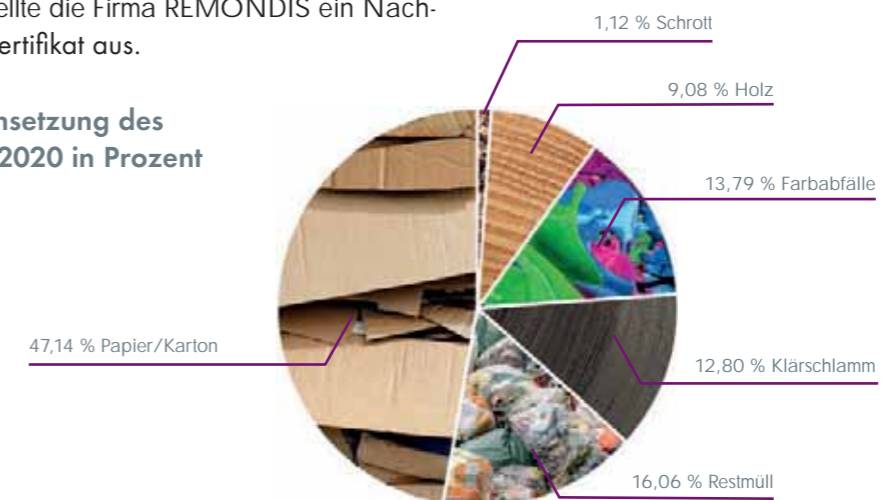 ellte die Firma REMONDIS ein Nach-
ertifikat aus.
nsetzung des
2020 in Prozent
1,12 % Schrott
9,08 % Holz
13,79 % Farbabfälle
47,14 % Papier/Karton
12,80 % Klärschlamm
16,06 % Restmüll